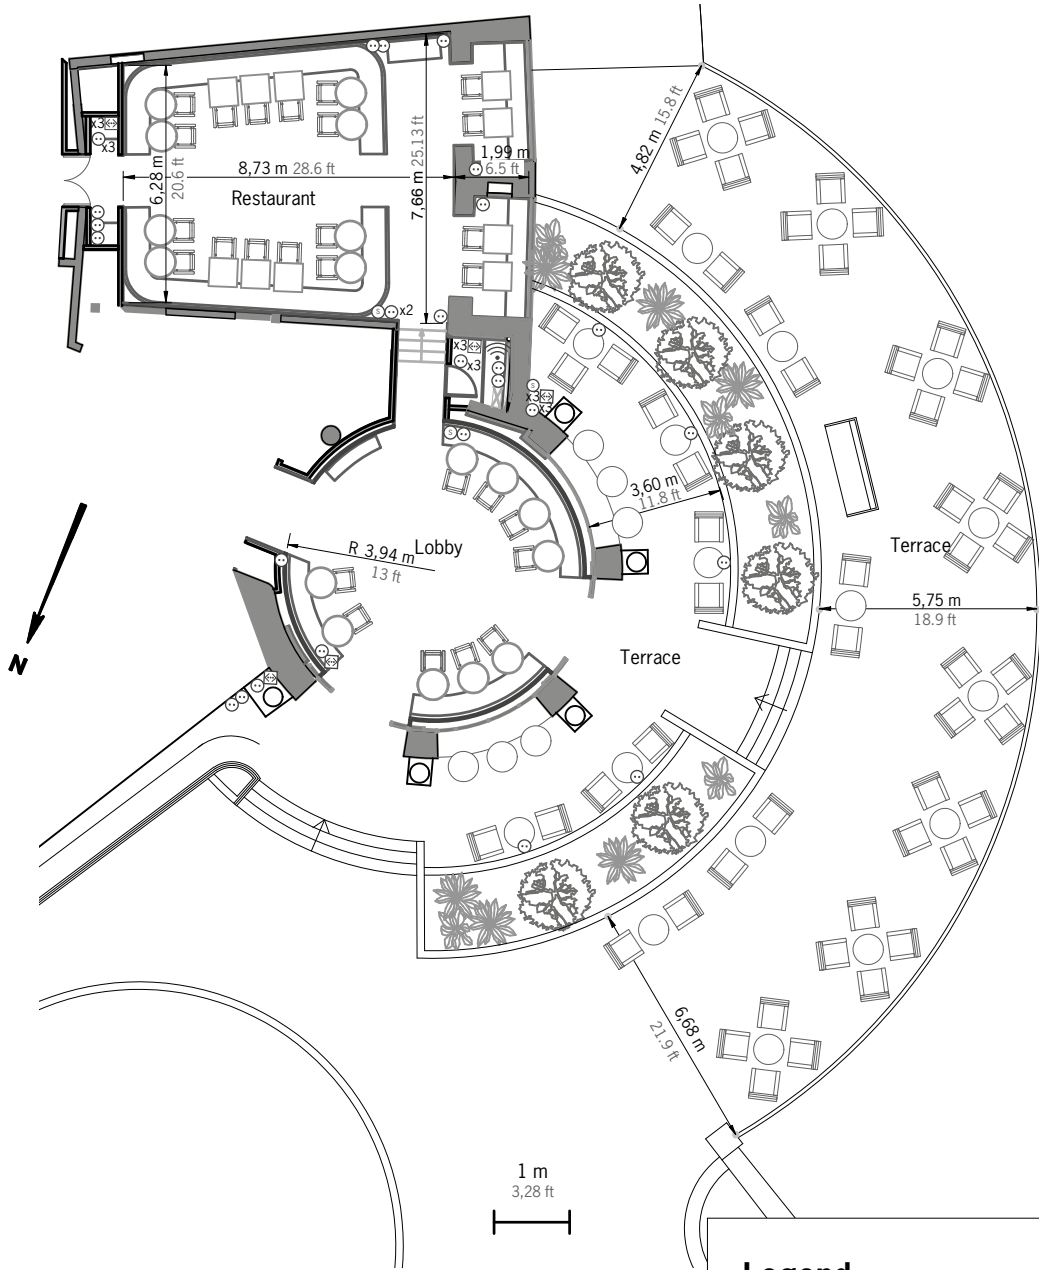 4,82 m 15.8 ft
x3
x3
8,73 m 28.6 ft
Restaurant
6,28 m
20.6 ft
7,66 m 25.13 ft
1,99 m
6.5 ft
S
x2
x3
x3
S
x3
x3
S
3,60 m
11.8 ft
R 3,94 m
13 ft
Lobby
Terrace
5,75 m
18.9 ft
Terrace
N
6,68 m
21.9 ft
1 m
3,28 ft
Legend